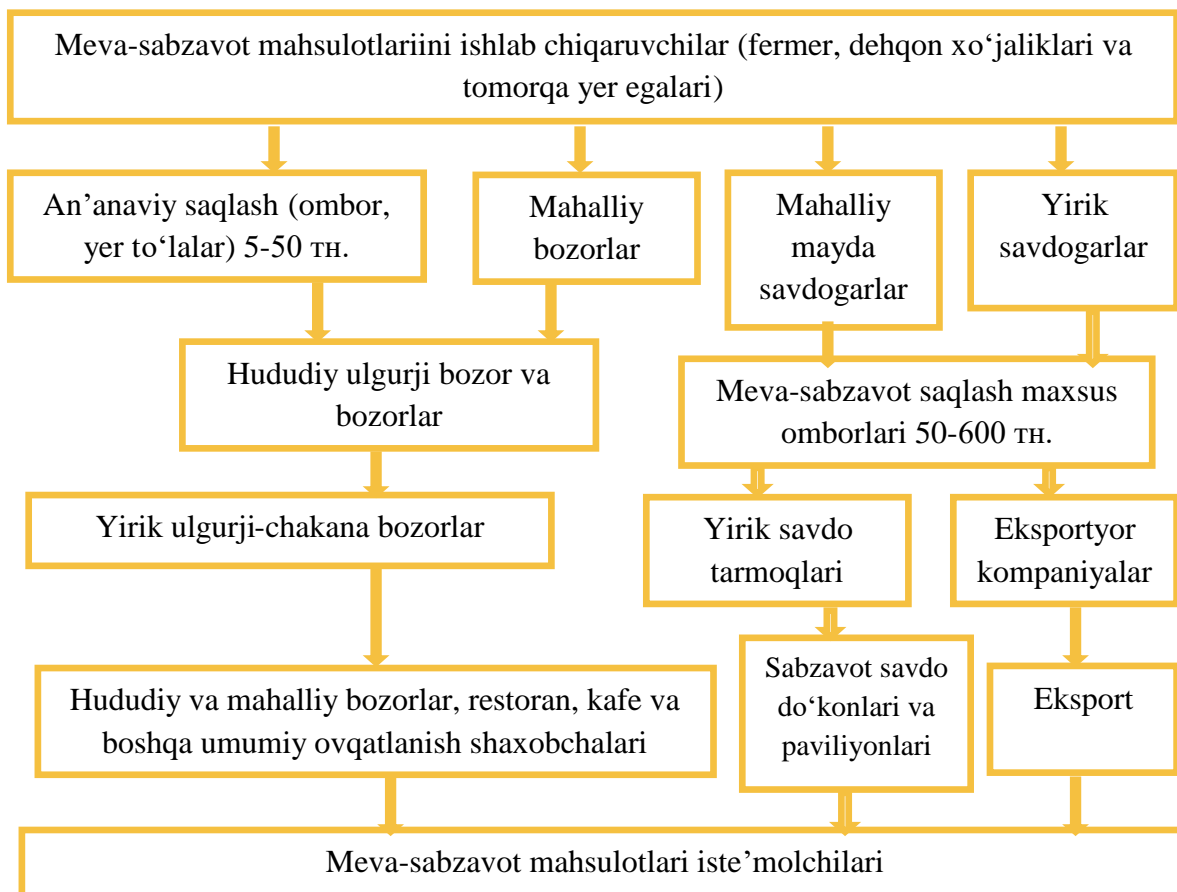 Meva-sabzavot mahsulotlariini ishlab chiqaruvchilar (fermer, dehqon xo‘jaliklari va
tomorqa yer egalari)
An’anaviy saqlash (ombor,
yer to‘lalar) 5-50 тн.
Mahalliy
bozorlar
Mahalliy
mayda
savdogarlar
Yirik
savdogarlar
Hududiy ulgurji bozor va
bozorlar
Meva-sabzavot saqlash maxsus
omborlari 50-600 тн.
Yirik ulgurji-chakana bozorlar
Yirik savdo
tarmoqlari
Eksportyor
kompaniyalar
Hududiy va mahalliy bozorlar, restoran, kafe va
boshqa umumiy ovqatlanish shaxobchalari
Sabzavot savdo
do‘konlari va
paviliyonlari
Eksport
Meva-sabzavot mahsulotlari iste’molchilari